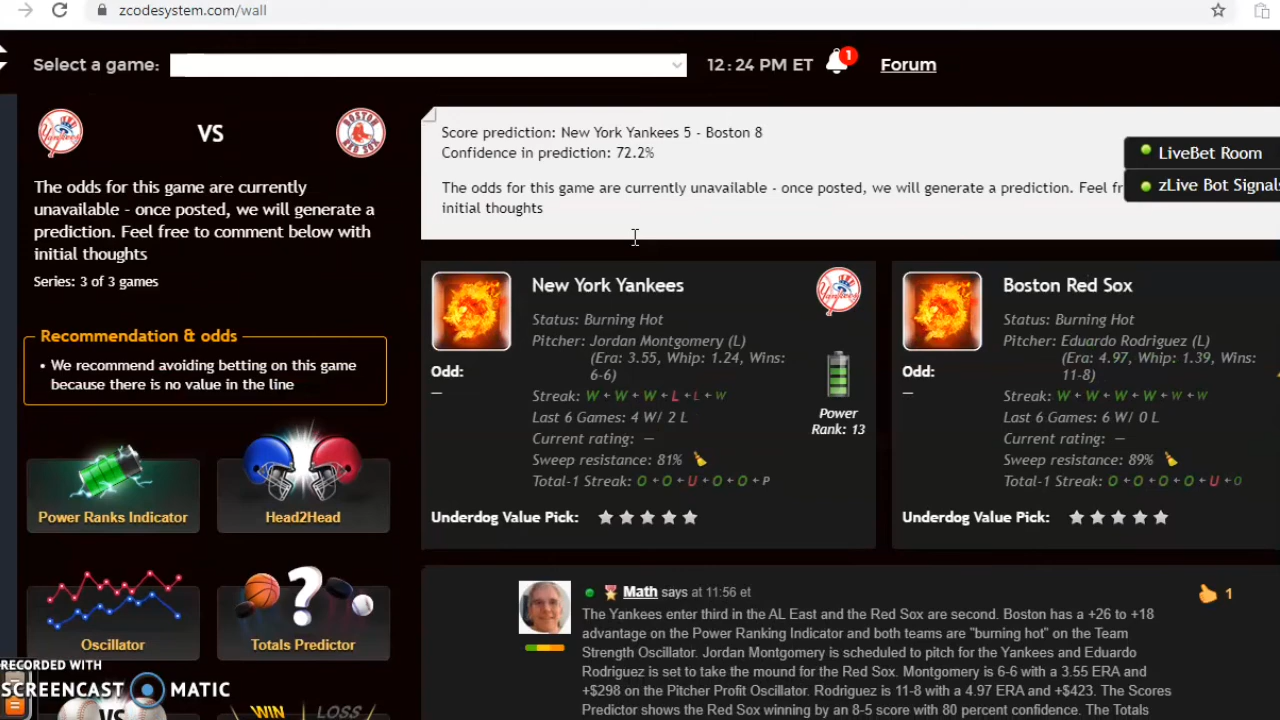 zcodesystem.com/wall
Select a game:
12:24 PM ET
1
Forum
Yankees
VS
BOSTON
RED SOX
The odds for this game are currently
unavailable - once posted, we will generate a
prediction. Feel free to comment below with
initial thoughts
Series: 3 of 3 games
Recommendation & odds
• We recommend avoiding betting on this game
because there is no value in the line
Power Ranks Indicator
Head2Head
Oscillator
Totals Predictor
VS
WIN LOSS
RECORDED WITH
SCREENCAST MATIC
Score prediction: New York Yankees 5 - Boston 8
Confidence in prediction: 72.2%
The odds for this game are currently unavailable - once posted, we will generate a prediction. Feel fr
initial thoughts
LiveBet Room
zLive Bot Signals
New York Yankees
Yankees
Status: Burning Hot
Pitcher: Jordan Montgomery (L)
(Era: 3.55, Whip: 1.24, Wins:
6-6)
Odd:
—
Streak: W ← W ← W ← L ← L ← W
Last 6 Games: 4 W/ 2 L
Current rating: —
Sweep resistance: 81%
Total-1 Streak: O ← O ← U ← O ← O ← P
Power
Rank: 13
Underdog Value Pick:
Boston Red Sox
Status: Burning Hot
Pitcher: Eduardo Rodriguez (L)
(Era: 4.97, Whip: 1.39, Wins:
11-8)
Odd:
—
Streak: W ← W ← W ← W ← W ← W
Last 6 Games: 6 W/ 0 L
Current rating: —
Sweep resistance: 89%
Total-1 Streak: O ← O ← O ← O ← U ← O
Underdog Value Pick:
Math says at 11:56 et
1
The Yankees enter third in the AL East and the Red Sox are second. Boston has a +26 to +18
advantage on the Power Ranking Indicator and both teams are "burning hot" on the Team
Strength Oscillator. Jordan Montgomery is scheduled to pitch for the Yankees and Eduardo
Rodriguez is set to take the mound for the Red Sox. Montgomery is 6-6 with a 3.55 ERA and
+$298 on the Pitcher Profit Oscillator. Rodriguez is 11-8 with a 4.97 ERA and +$423. The Scores
Predictor shows the Red Sox winning by an 8-5 score with 80 percent confidence. The Totals